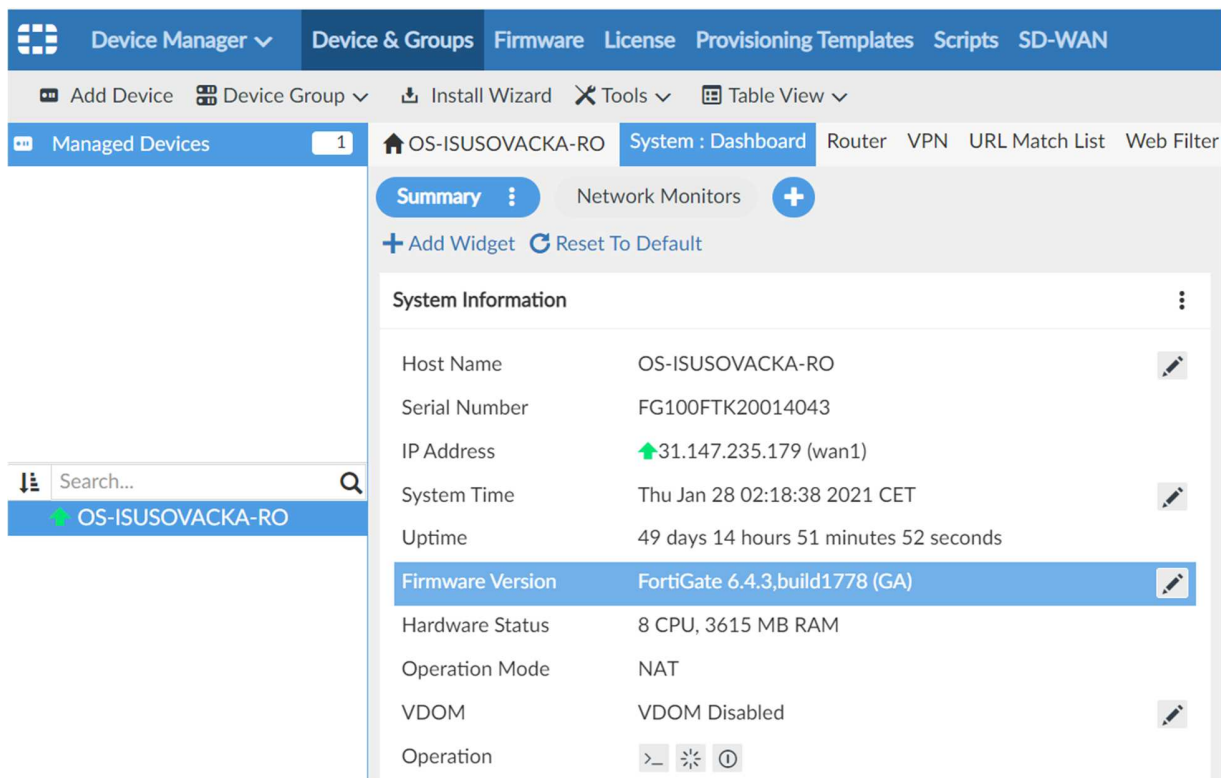 Device Manager Device & Groups Firmware License Provisioning Templates Scripts SD-WAN
Add Device Device Group Install Wizard Tools Table View
Managed Devices 1
OS-ISUSOVACKA-RO System : Dashboard Router VPN URL Match List Web Filter
Summary Network Monitors
Add Widget Reset To Default
System Information
Host Name OS-ISUSOVACKA-RO
Serial Number FG100FTK20014043
IP Address 31.147.235.179 (wan1)
Search...
System Time Thu Jan 28 02:18:38 2021 CET
OS-ISUSOVACKA-RO
Uptime 49 days 14 hours 51 minutes 52 seconds
Firmware Version FortiGate 6.4.3,build1778 (GA)
Hardware Status 8 CPU, 3615 MB RAM
Operation Mode NAT
VDOM VDOM Disabled
Operation